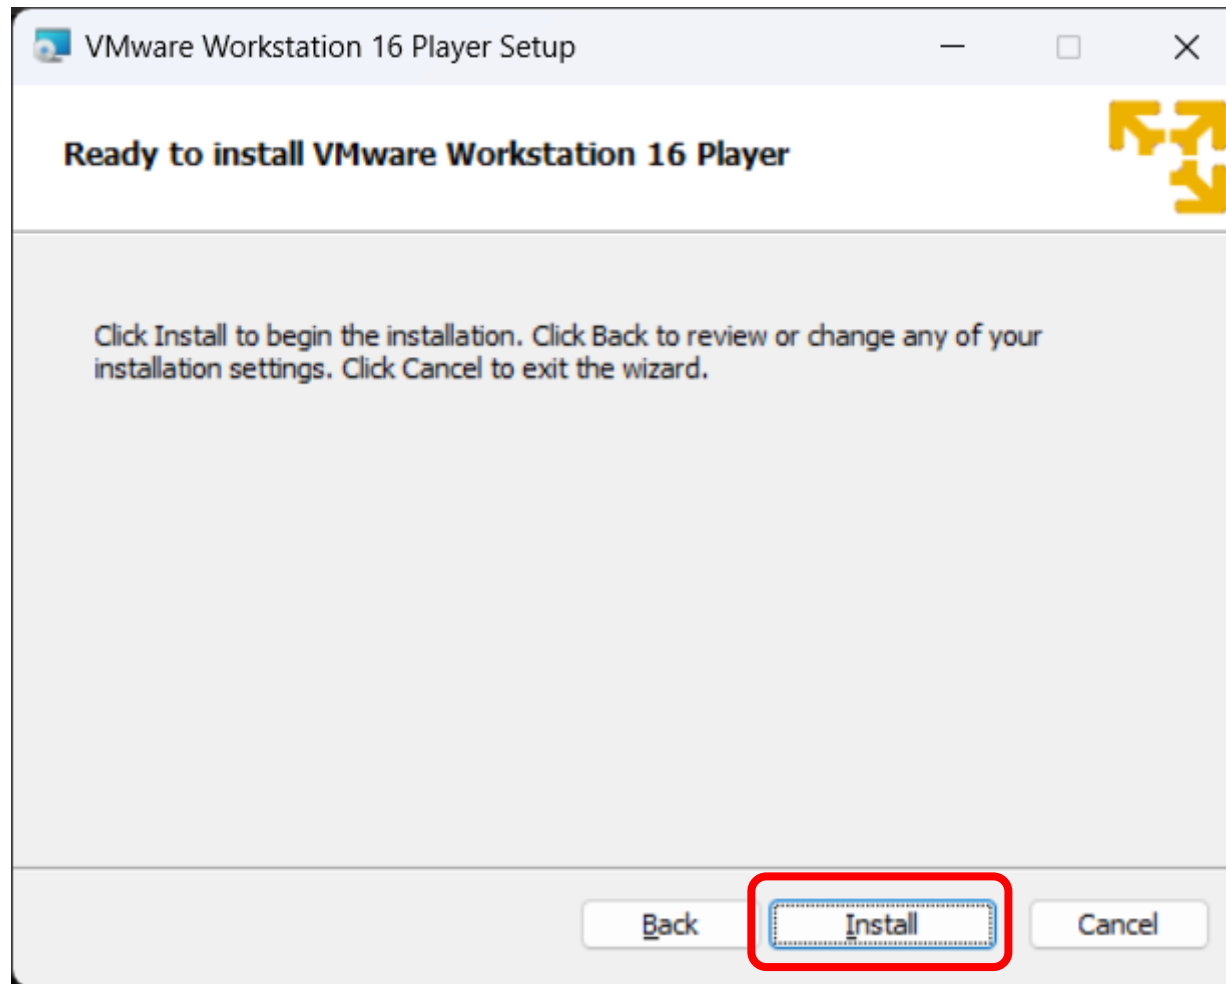 VMware Workstation 16 Player Setup
Ready to install VMware Workstation 16 Player
Click Install to begin the installation. Click Back to review or change any of your
installation settings. Click Cancel to exit the wizard.
Back Install Cancel